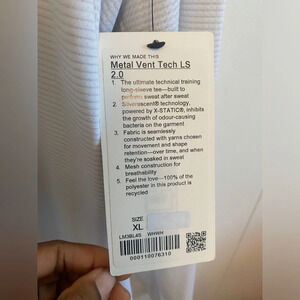 WHY WE MADE THIS
Metal Vent Tech LS
2.0
1. The ultimate technical training
long-sleeve tee—built to
perform sweat after sweat
2. Silverescent® technology,
powered by X-STATIC®, inhibits
the growth of odour-causing
bacteria on the garment
3. Fabric is seamlessly
constructed with yarns chosen
for movement and shape
retention—over time, and when
they're soaked in sweat
4. Mesh construction for
breathability
5. Feel the love—100% of the
polyester in this product is
recycled
SIZE
XL
LM3BL4S WHWH
000110076310